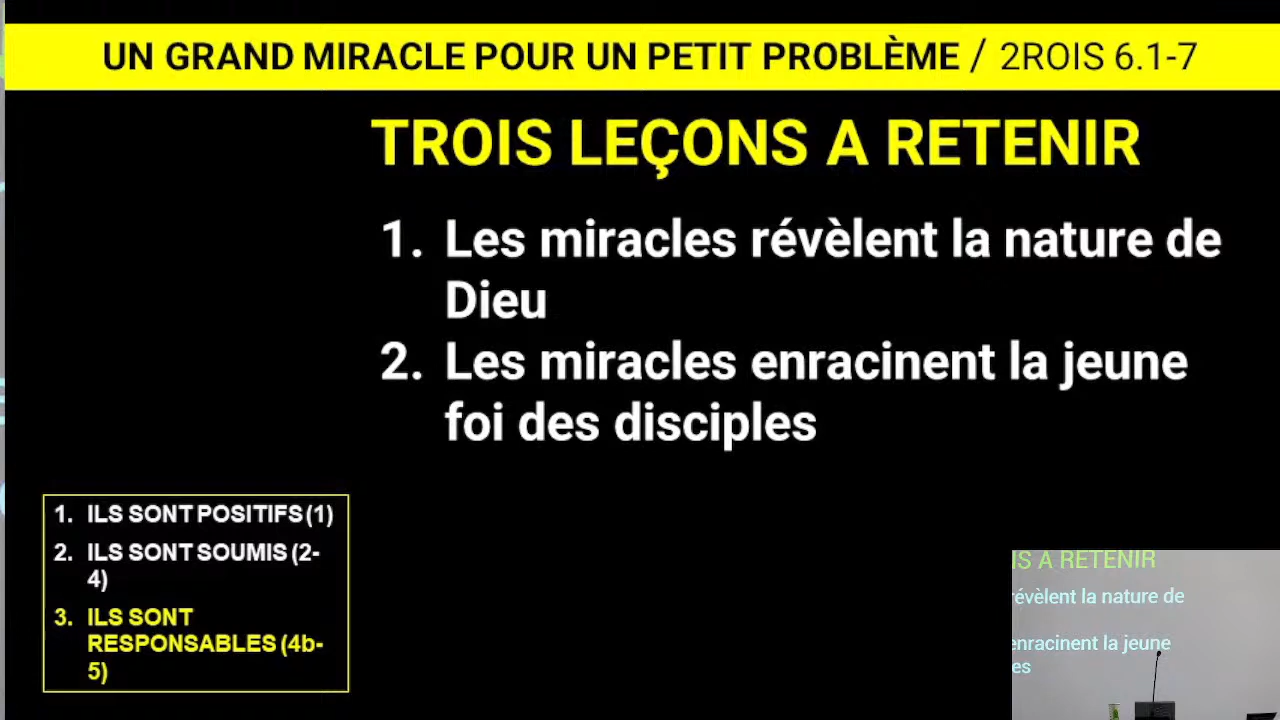 UN GRAND MIRACLE POUR UN PETIT PROBLÈME / 2ROIS 6.1-7
TROIS LEÇONS A RETENIR
1. Les miracles révèlent la nature de
Dieu
2. Les miracles enracinent la jeune
foi des disciples
1. ILS SONT POSITIFS (1)
2. ILS SONT SOUMIS (2-
4)
3. ILS SONT
RESPONSABLES (4b-
5)
IS A RETENIR
révèlent la nature de
enracinent la jeune
es